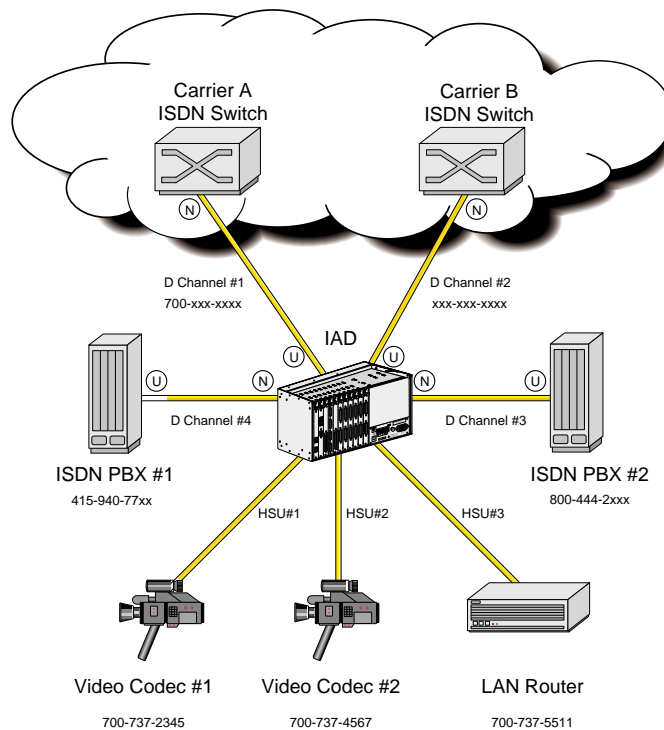 Carrier A
ISDN Switch
Carrier B
ISDN Switch
N
N
D Channel #1
700-xxx-xxxx
D Channel #2
xxx-xxx-xxxx
IAD
U
U
U
N
N
U
D Channel #4
D Channel #3
ISDN PBX #1
415-940-77xx
ISDN PBX #2
800-444-2xxx
HSU#1
HSU#2
HSU#3
Video Codec #1
Video Codec #2
LAN Router
700-737-2345
700-737-4567
700-737-5511